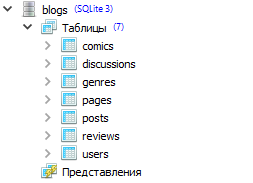 blogs (SQLite 3)
Таблицы (7)
comics
discussions
genres
pages
posts
reviews
users
Представления